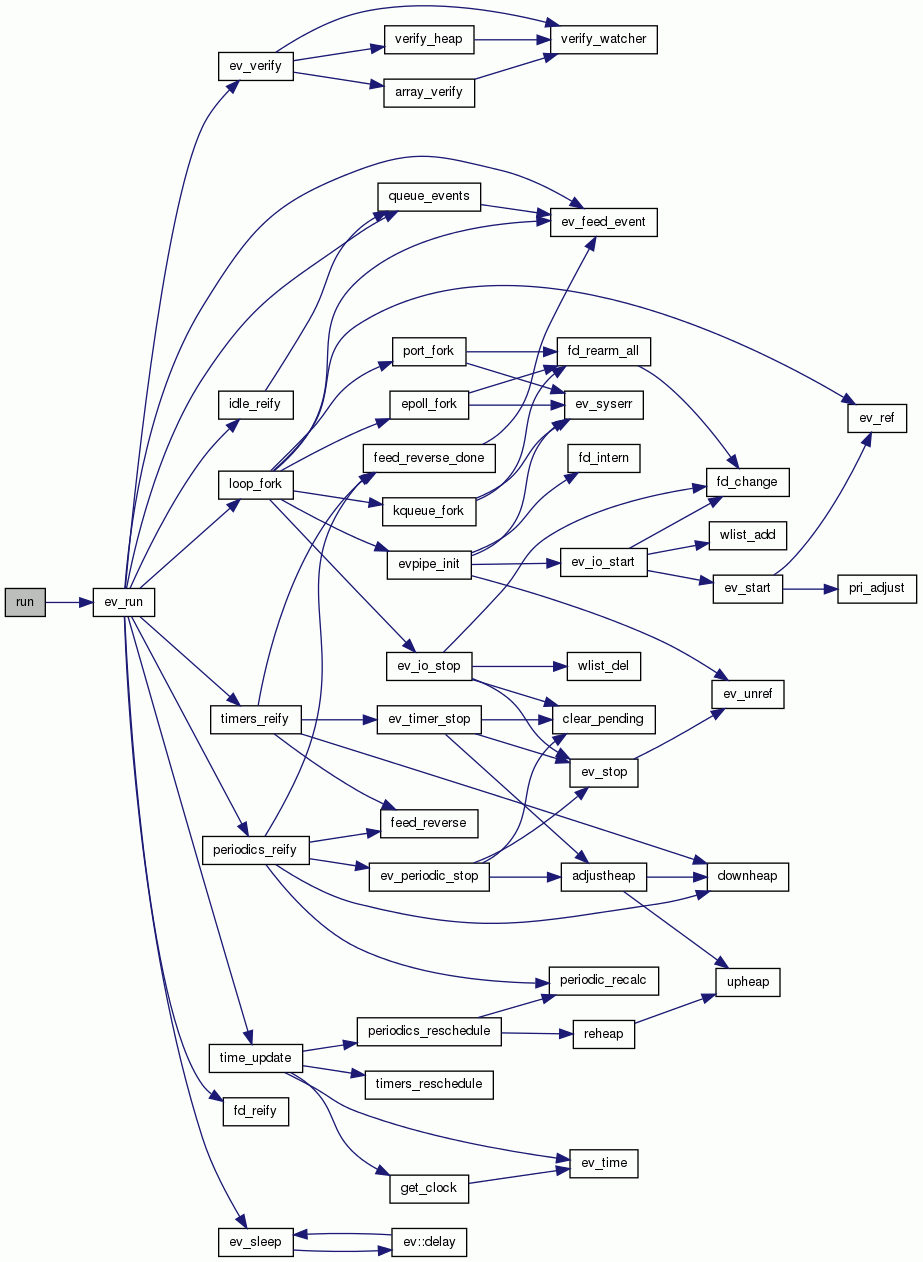 verify_heap
verify_watcher
ev_verify
array_verify
queue_events
ev_feed_event
port_fork
fd_rearm_all
idle_reify
epoll_fork
ev_syserr
ev_ref
feed_reverse_done
fd_intern
loop_fork
fd_change
kqueue_fork
wlist_add
evpipe_init
ev_io_start
ev_start
pri_adjust
run
ev_run
ev_io_stop
wlist_del
ev_unref
timers_reify
ev_timer_stop
clear_pending
ev_stop
feed_reverse
periodics_reify
ev_periodic_stop
adjustheap
downheap
periodic_recalc
upheap
periodics_reschedule
reheap
time_update
timers_reschedule
fd_reify
ev_time
get_clock
ev_sleep
ev::delay